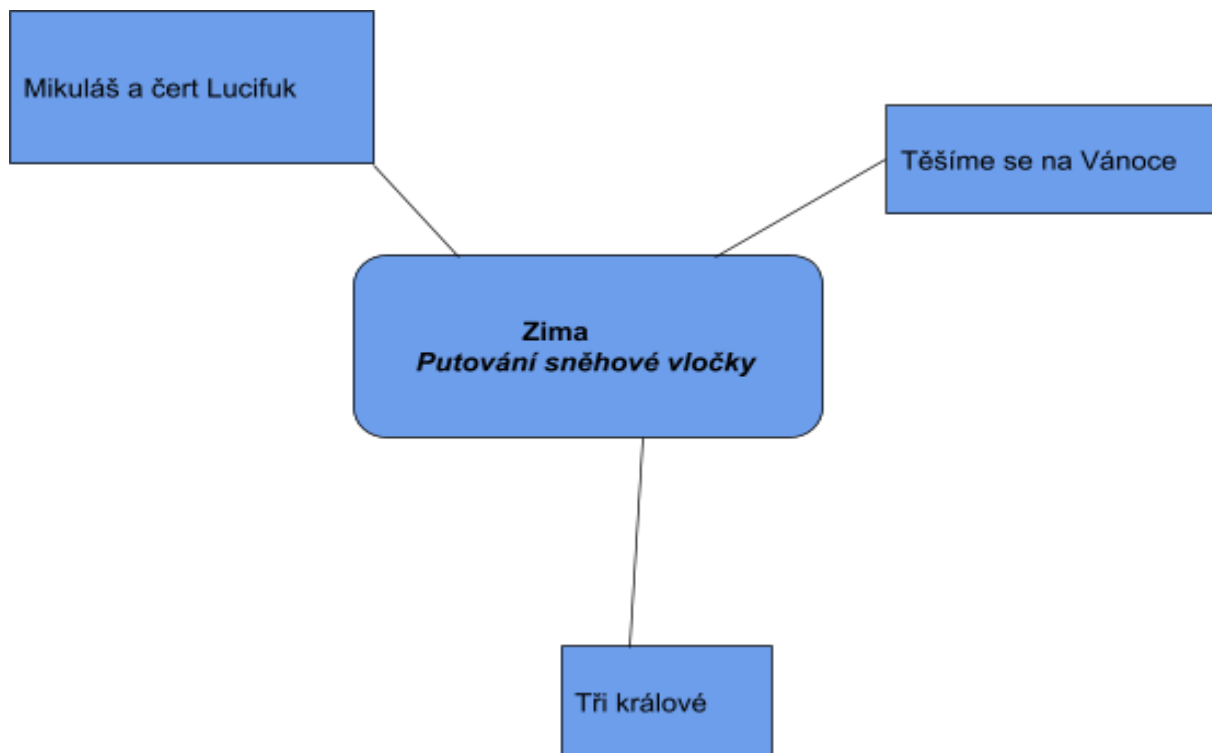 Mikuláš a čert Lucifuk
Těšíme se na Vánoce
Zima
Putování sněhové vločky
Tři králové